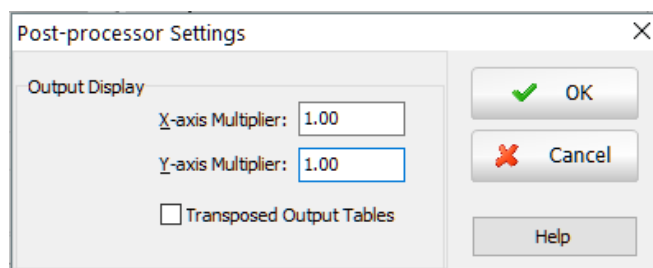 Post-processor Settings
Output Display
X-axis Multiplier: 1.00
Y-axis Multiplier: 1.00
Transposed Output Tables
OK
Cancel
Help